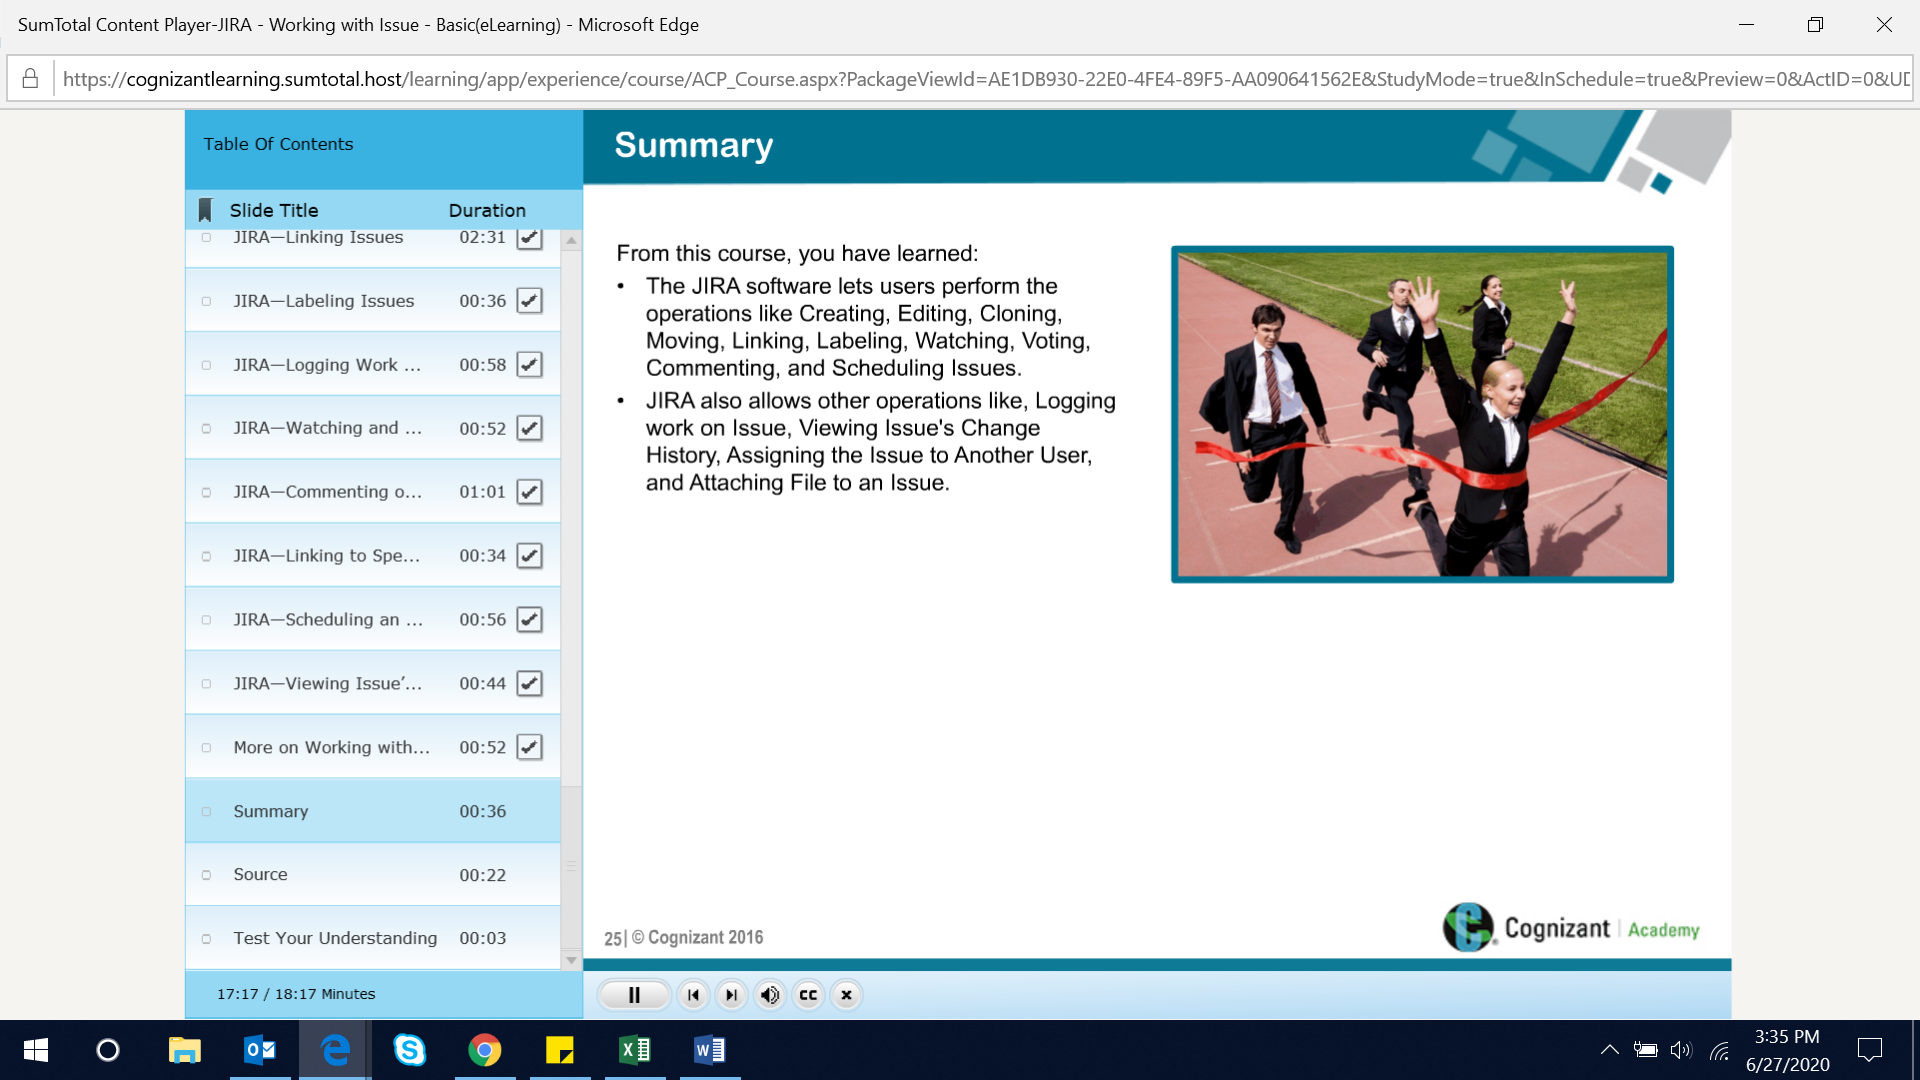 SumTotal Content Player-JIRA - Working with Issue - Basic(eLearning) - Microsoft Edge
https://cognizantlearning.sumtotal.host/learning/app/experience/course/ACP_Course.aspx?PackageViewId=AE1DB930-22E0-4FE4-89F5-AA090641562E&StudyMode=true&InSchedule=true&Preview=0&ActID=0&UD
Table Of Contents
Slide Title Duration
JIRA—Linking Issues 02:31
JIRA—Labeling Issues 00:36
JIRA—Logging Work ... 00:58
JIRA—Watching and ... 00:52
JIRA—Commenting o... 01:01
JIRA—Linking to Spe... 00:34
JIRA—Scheduling an ... 00:56
JIRA—Viewing Issue’... 00:44
More on Working with... 00:52
Summary 00:36
Source 00:22
Test Your Understanding 00:03
17:17 / 18:17 Minutes
Summary
From this course, you have learned:
• The JIRA software lets users perform the
operations like Creating, Editing, Cloning,
Moving, Linking, Labeling, Watching, Voting,
Commenting, and Scheduling Issues.
• JIRA also allows other operations like, Logging
work on Issue, Viewing Issue's Change
History, Assigning the Issue to Another User,
and Attaching File to an Issue.
25| © Cognizant 2016
Cognizant | Academy
CC
3:35 PM
6/27/2020